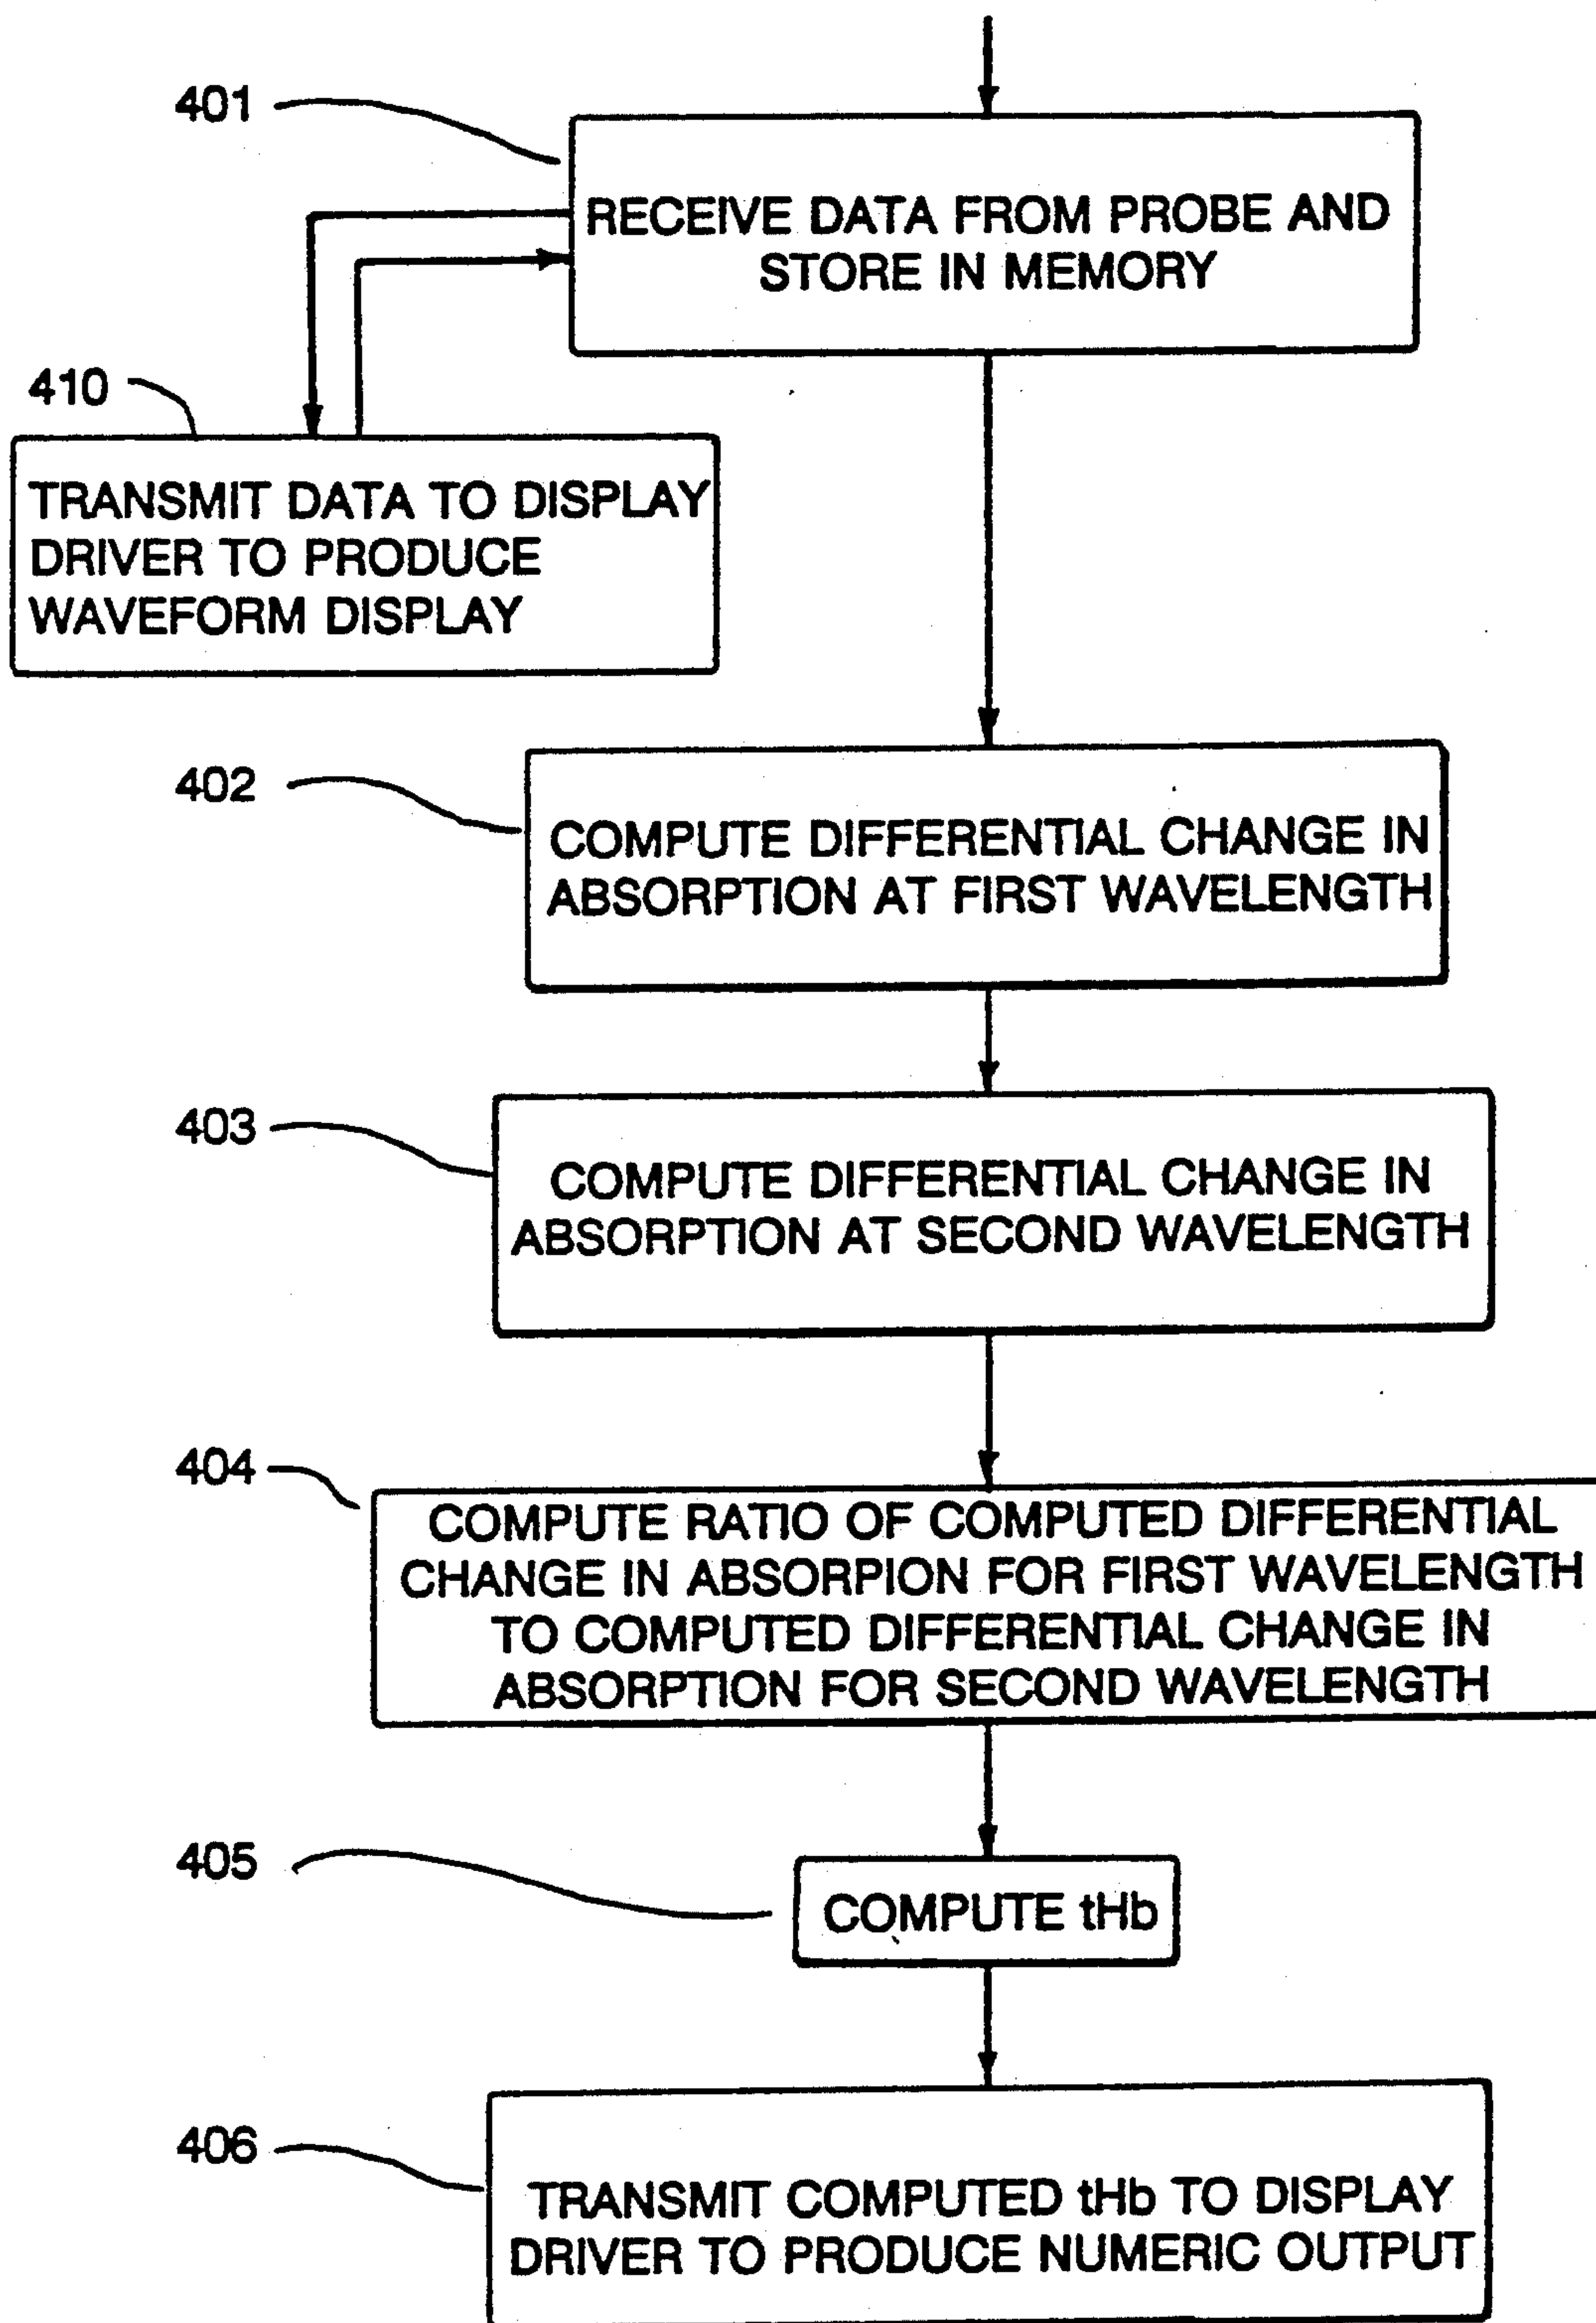 401
RECEIVE DATA FROM PROBE AND
STORE IN MEMORY
410
TRANSMIT DATA TO DISPLAY
DRIVER TO PRODUCE
WAVEFORM DISPLAY
402
COMPUTE DIFFERENTIAL CHANGE IN
ABSORPTION AT FIRST WAVELENGTH
403
COMPUTE DIFFERENTIAL CHANGE IN
ABSORPTION AT SECOND WAVELENGTH
404
COMPUTE RATIO OF COMPUTED DIFFERENTIAL
CHANGE IN ABSORPION FOR FIRST WAVELENGTH
TO COMPUTED DIFFERENTIAL CHANGE IN
ABSORPTION FOR SECOND WAVELENGTH
405
COMPUTE tHb
406
TRANSMIT COMPUTED tHb TO DISPLAY
DRIVER TO PRODUCE NUMERIC OUTPUT